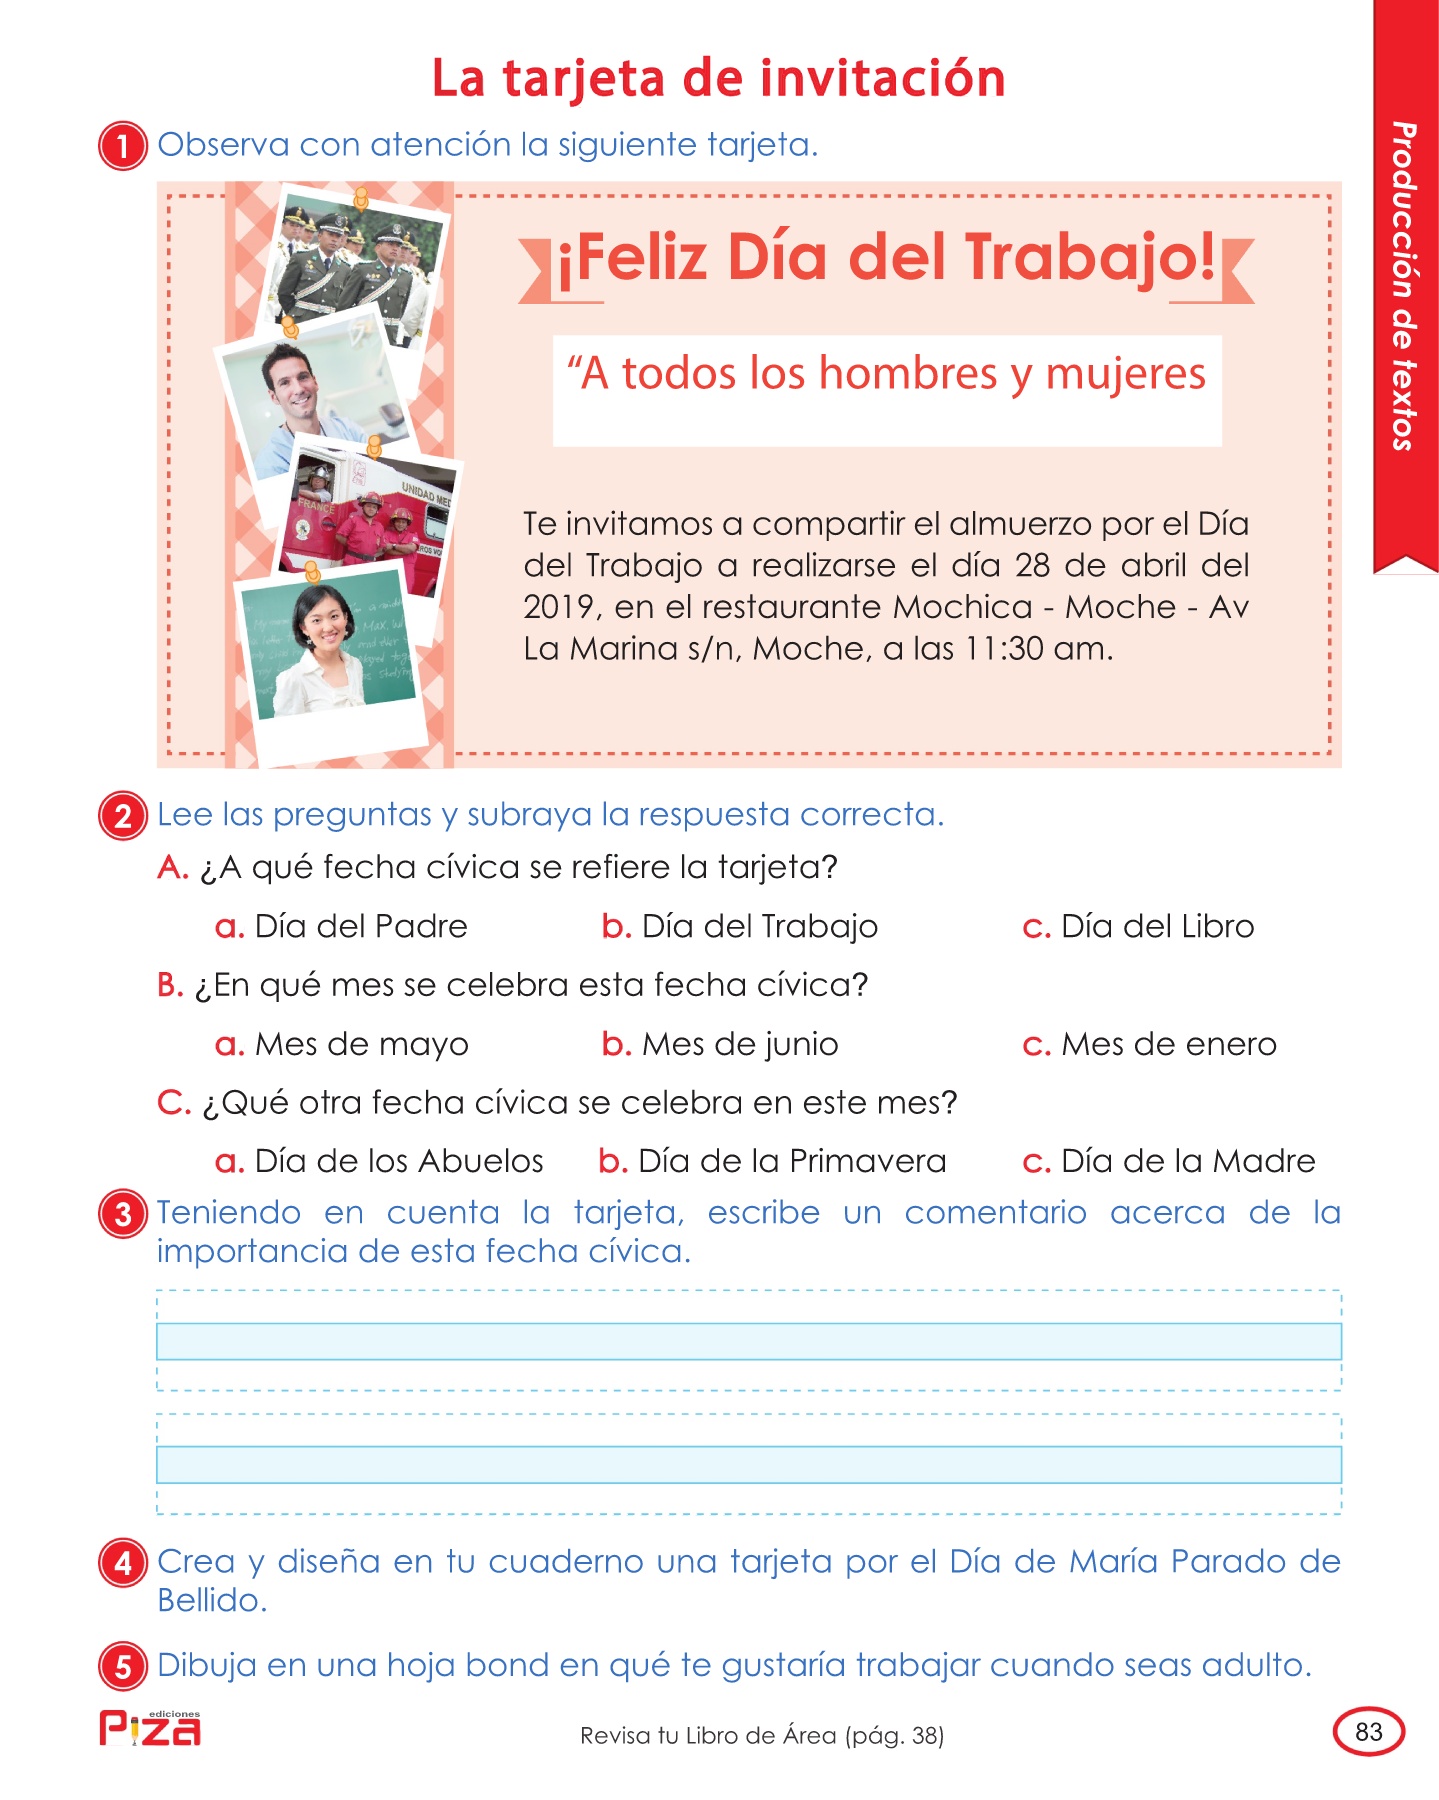 La tarjeta de invitación
Producción de textos
1 Observa con atención la siguiente tarjeta.
¡Feliz Día del Trabajo!
“A todos los hombres y mujeres
UNIDAD MED
FRANCE
Te invitamos a compartir el almuerzo por el Día
del Trabajo a realizarse el día 28 de abril del
2019, en el restaurante Mochica - Moche - Av
La Marina s/n, Moche, a las 11:30 am.
2 Lee las preguntas y subraya la respuesta correcta.
A. ¿A qué fecha cívica se refiere la tarjeta?
a. Día del Padre b. Día del Trabajo c. Día del Libro
B. ¿En qué mes se celebra esta fecha cívica?
a. Mes de mayo b. Mes de junio c. Mes de enero
C. ¿Qué otra fecha cívica se celebra en este mes?
a. Día de los Abuelos b. Día de la Primavera c. Día de la Madre
3 Teniendo en cuenta la tarjeta, escribe un comentario acerca de la
importancia de esta fecha cívica.
4 Crea y diseña en tu cuaderno una tarjeta por el Día de María Parado de
Bellido.
5 Dibuja en una hoja bond en qué te gustaría trabajar cuando seas adulto.
ediciones
Piza
Revisa tu Libro de Área (pág. 38)
83